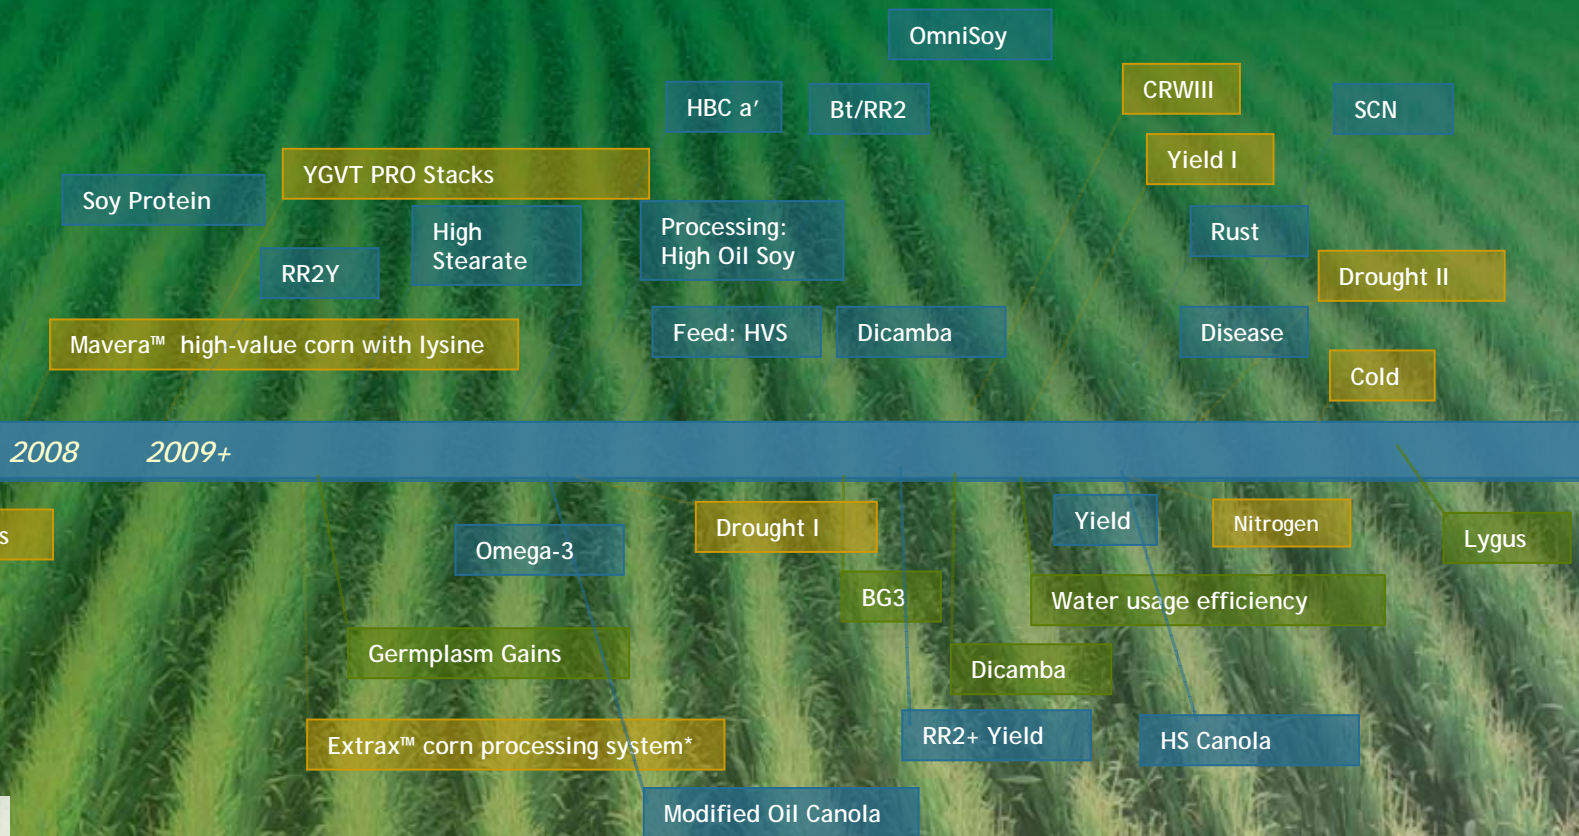 OmniSoy
CRWIII
HBC a'
Bt/RR2
SCN
Yield I
YGVT PRO Stacks
Soy Protein
High
Stearate
Processing:
High Oil Soy
Rust
RR2Y
Drought II
Mavera™ high-value corn with lysine
Feed: HVS
Dicamba
Disease
Cold
2008
2009+
s
Drought I
Yield
Nitrogen
Lygus
Omega-3
BG3
Water usage efficiency
Germplasm Gains
Dicamba
Extrax™ corn processing system*
RR2+ Yield
HS Canola
Modified Oil Canola